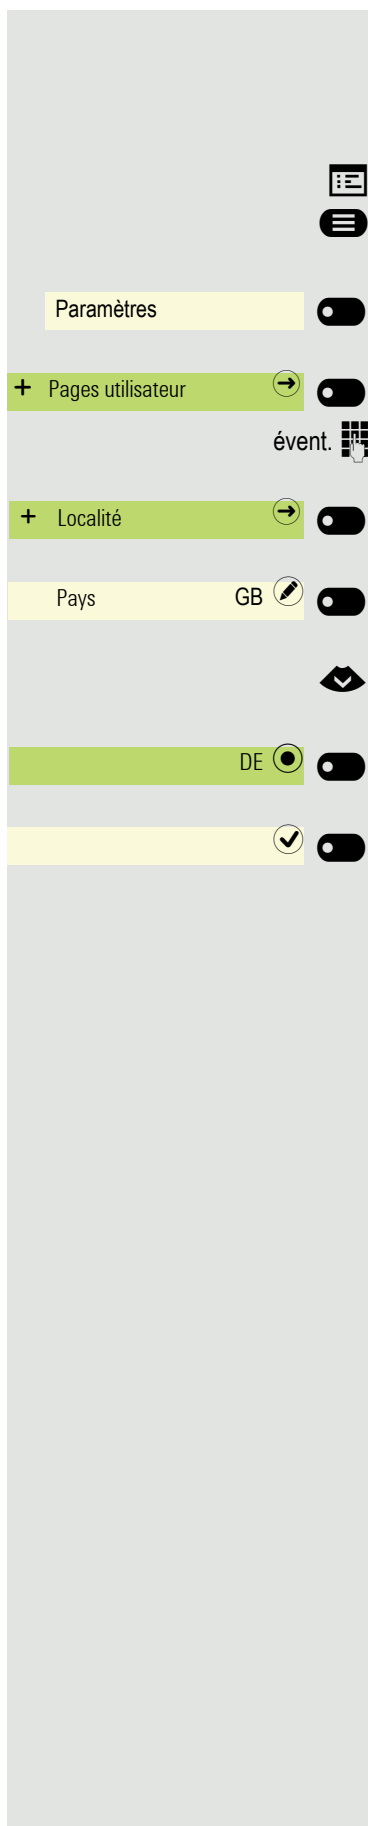 Paramètres
+ Pages utilisateur
évent.
+ Localité
Pays GB
DE